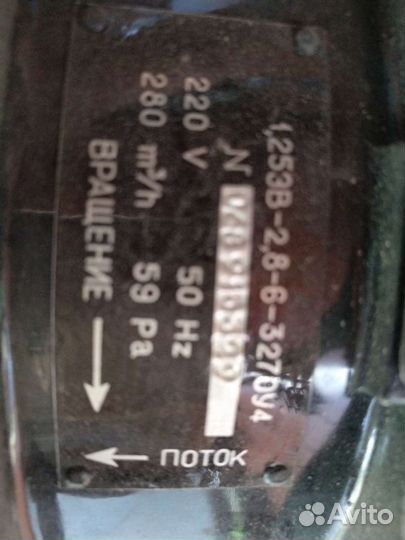 1,25ЭВ-2,8-6-3270У4
N
220 V 50 Hz
280 m³/h 59 Pa
ВРАЩЕНИЕ
ПОТОК
Avito